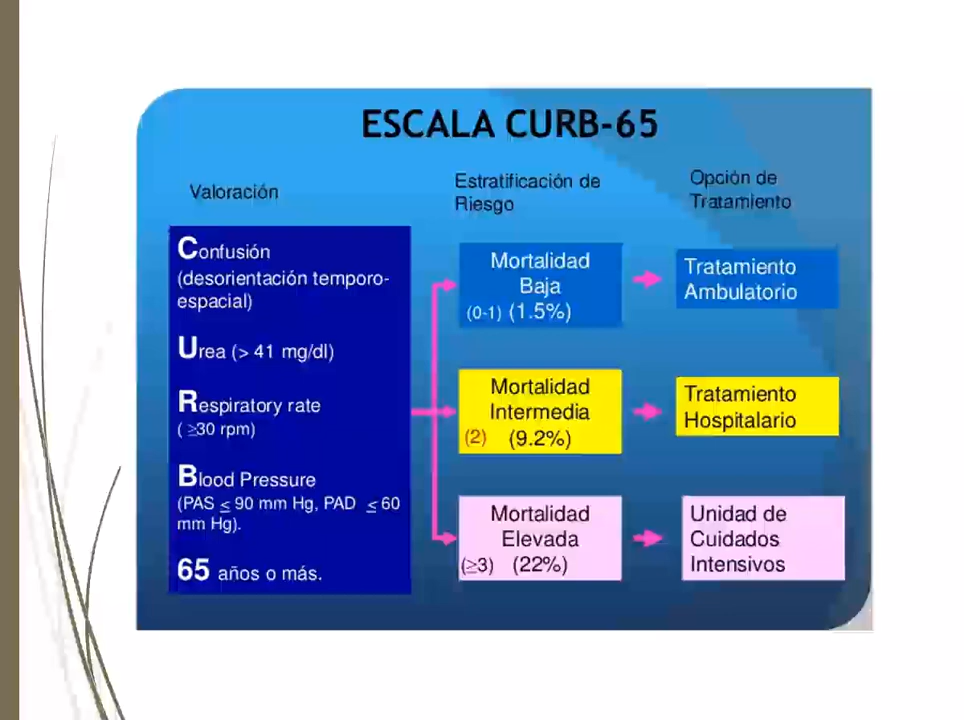 ESCALA CURB-65
Valoración
Estratificación de
Riesgo
Opción de
Tratamiento
Confusión
(desorientación temporo-
espacial)
Urea (> 41 mg/dl)
Respiratory rate
( ≥30 rpm)
Blood Pressure
(PAS ≤ 90 mm Hg, PAD ≤ 60
mm Hg).
65 años o más.
Mortalidad
Baja
(0-1) (1.5%)
Tratamiento
Ambulatorio
Mortalidad
Intermedia
(2) (9.2%)
Tratamiento
Hospitalario
Mortalidad
Elevada
(≥3) (22%)
Unidad de
Cuidados
Intensivos